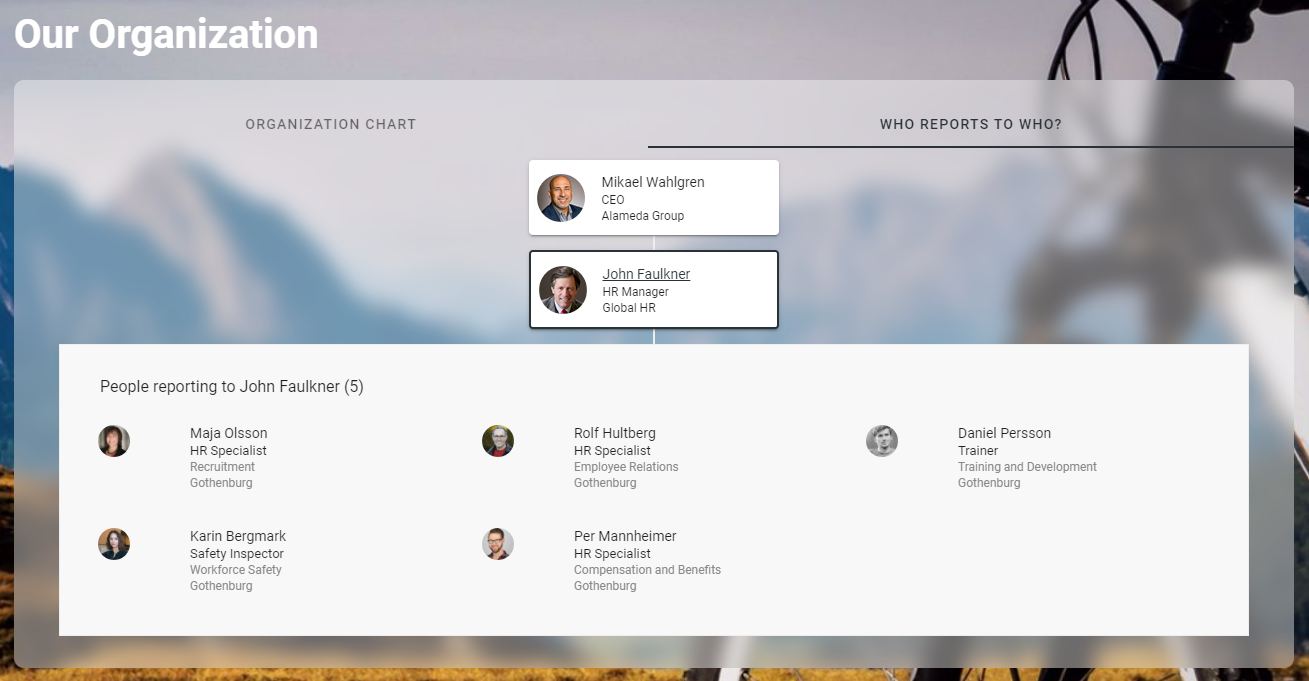 Our Organization
ORGANIZATION CHART
WHO REPORTS TO WHO?
Mikael Wahlgren
CEO
Alameda Group
John Faulkner
HR Manager
Global HR
People reporting to John Faulkner (5)
Maja Olsson
HR Specialist
Recruitment
Gothenburg
Rolf Hultberg
HR Specialist
Employee Relations
Gothenburg
Daniel Persson
Trainer
Training and Development
Gothenburg
Karin Bergmark
Safety Inspector
Workforce Safety
Gothenburg
Per Mannheimer
HR Specialist
Compensation and Benefits
Gothenburg